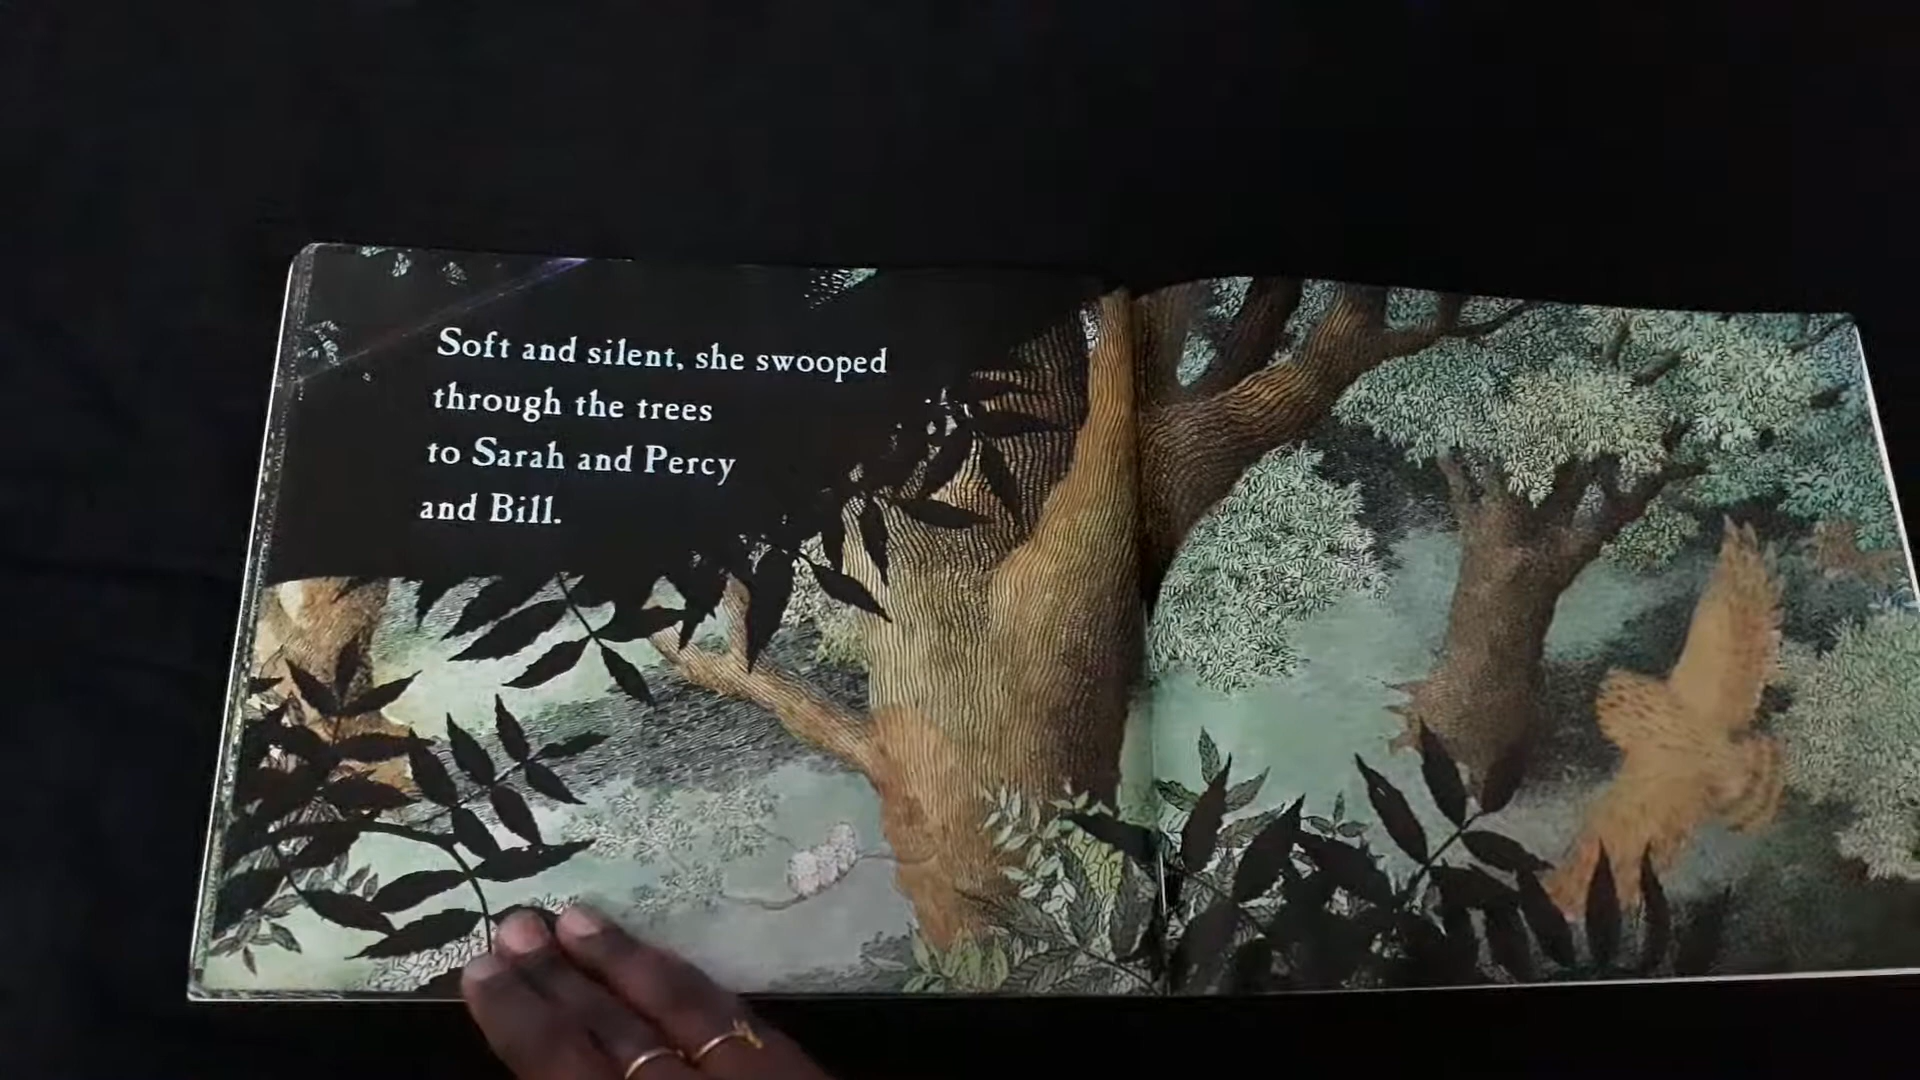 Soft and silent, she swooped
through the trees
to Sarah and Percy
and Bill.